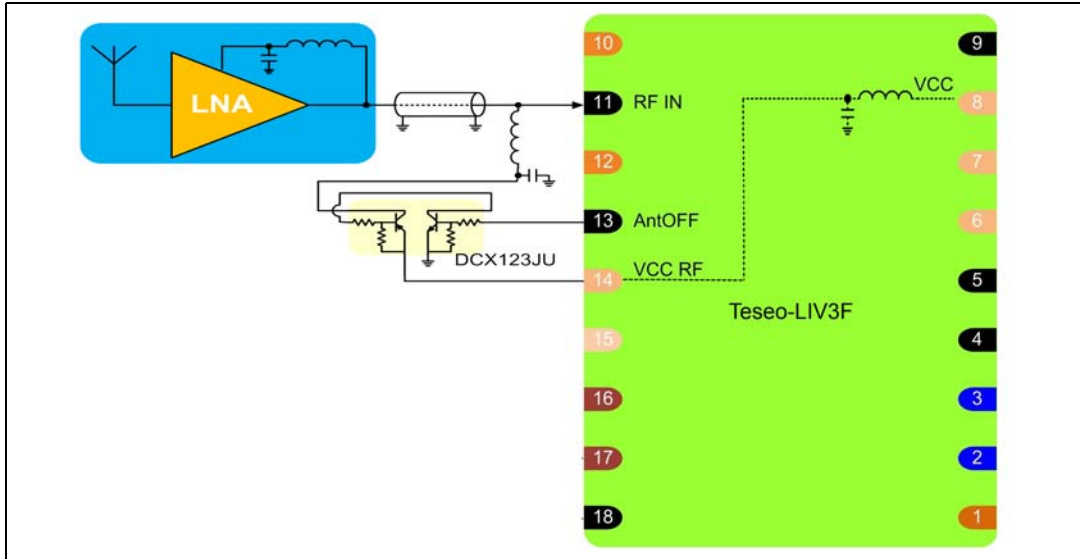 LNA
10
9
11 RF IN
VCC
8
12
7
13 AntOFF
6
DCX123JU
14 VCC RF
5
Teseo-LIV3F
15
4
16
3
17
2
18
1